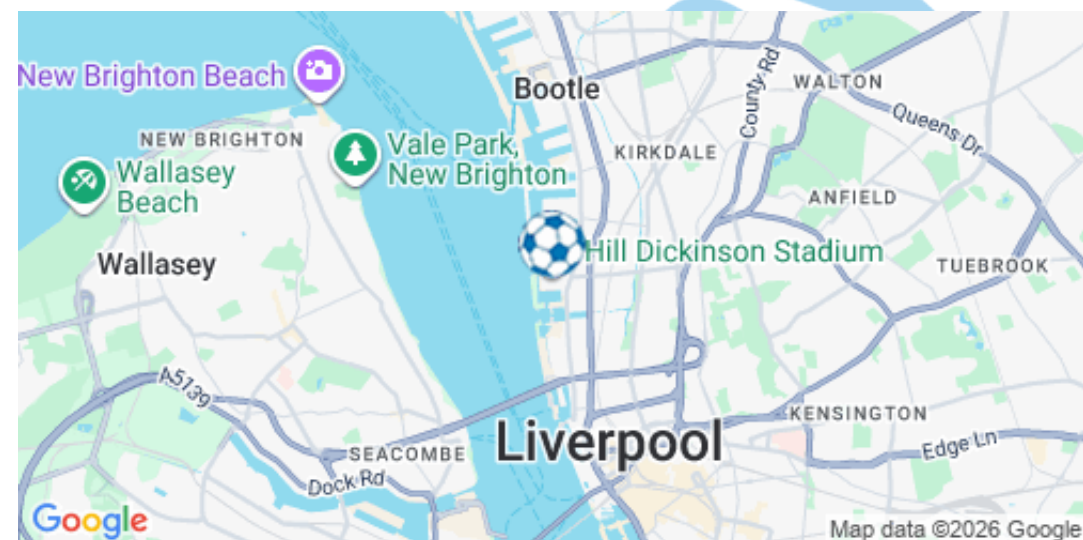 New Brighton Beach
Bootle
County Rd
WALTON
Queens Dr
NEW BRIGHTON
Vale Park,
New Brighton
KIRKDALE
Wallasey
Beach
ANFIELD
Hill Dickinson Stadium
Wallasey
TUEBROOK
A5139
KENSINGTON
Liverpool
Edge Ln
SEACOMBE
Dock Rd
Google
Map data ©2026 Google